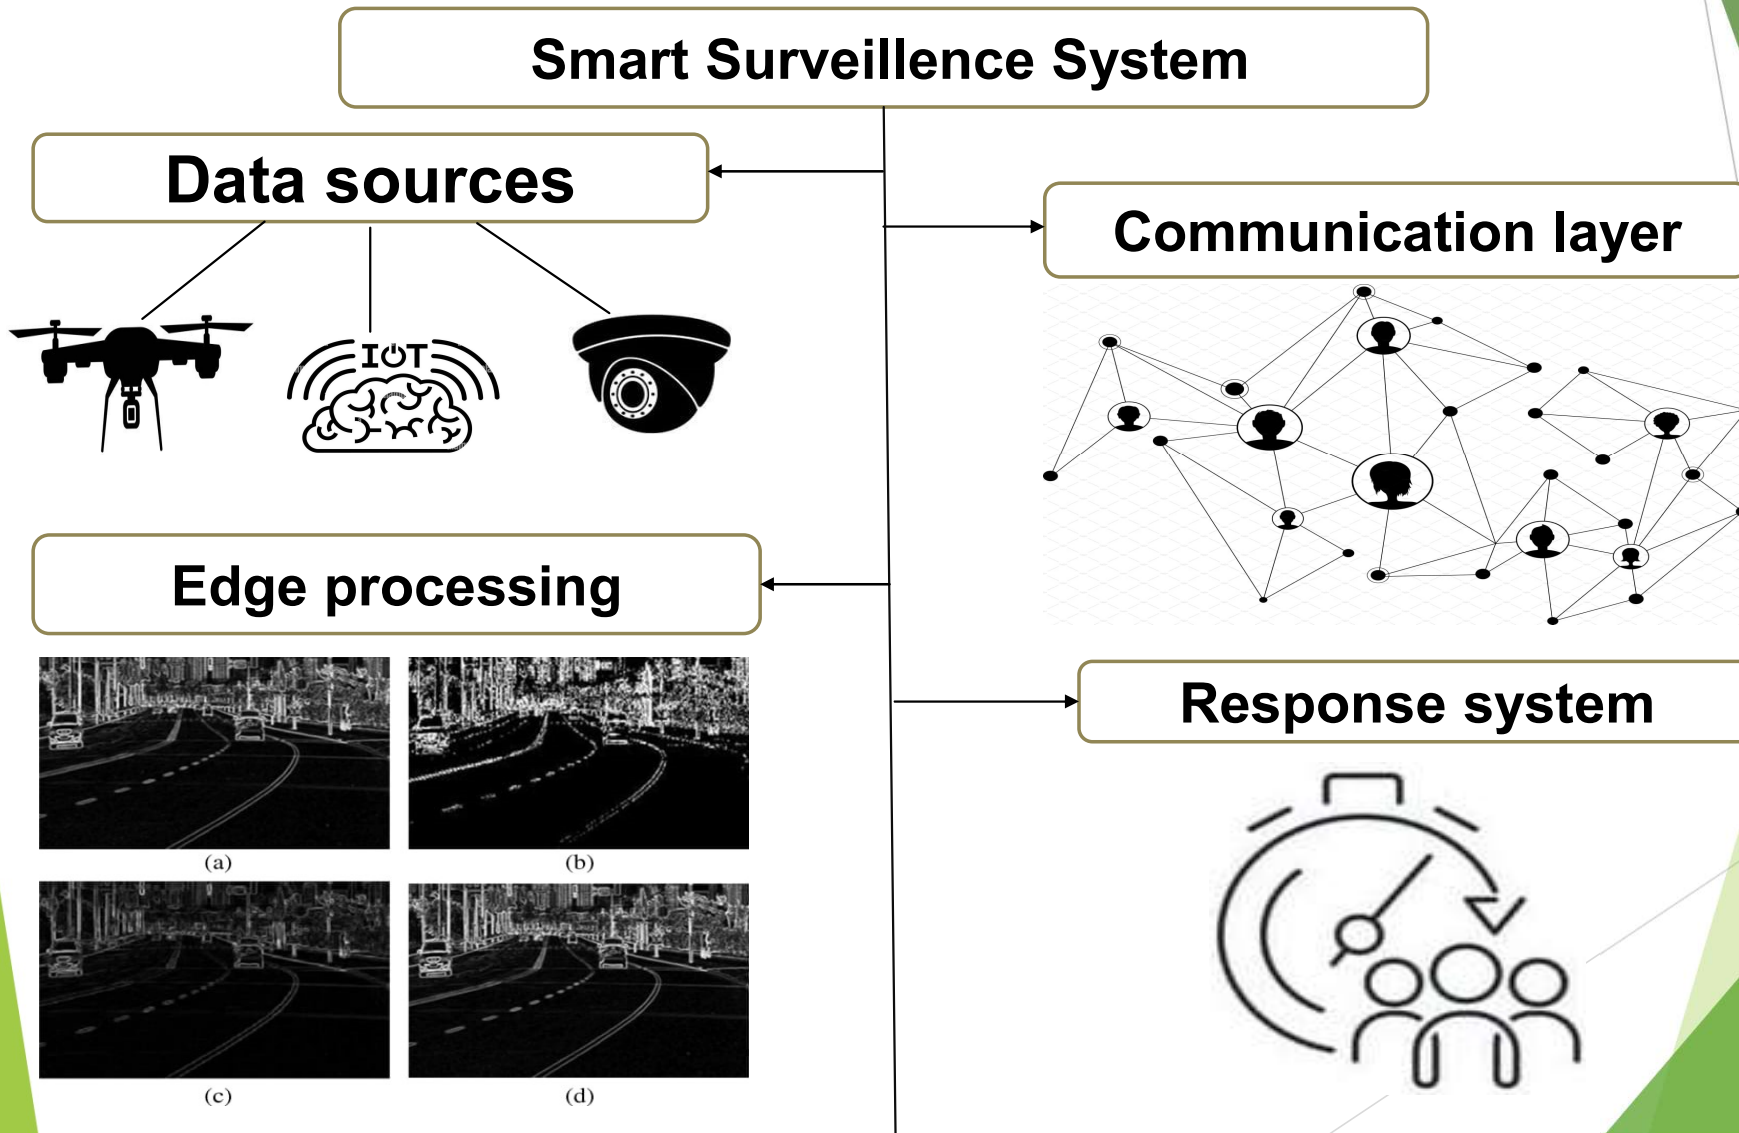 Smart Surveillence System
Data sources
Communication layer
IOT
Edge processing
Response system
(a)
(b)
(c)
(d)